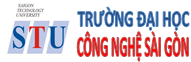 SAIGON
TECHNOLOGY
UNIVERSITY
STU
TRƯỜNG ĐẠI HỌC
CÔNG NGHỆ SÀI GÒN